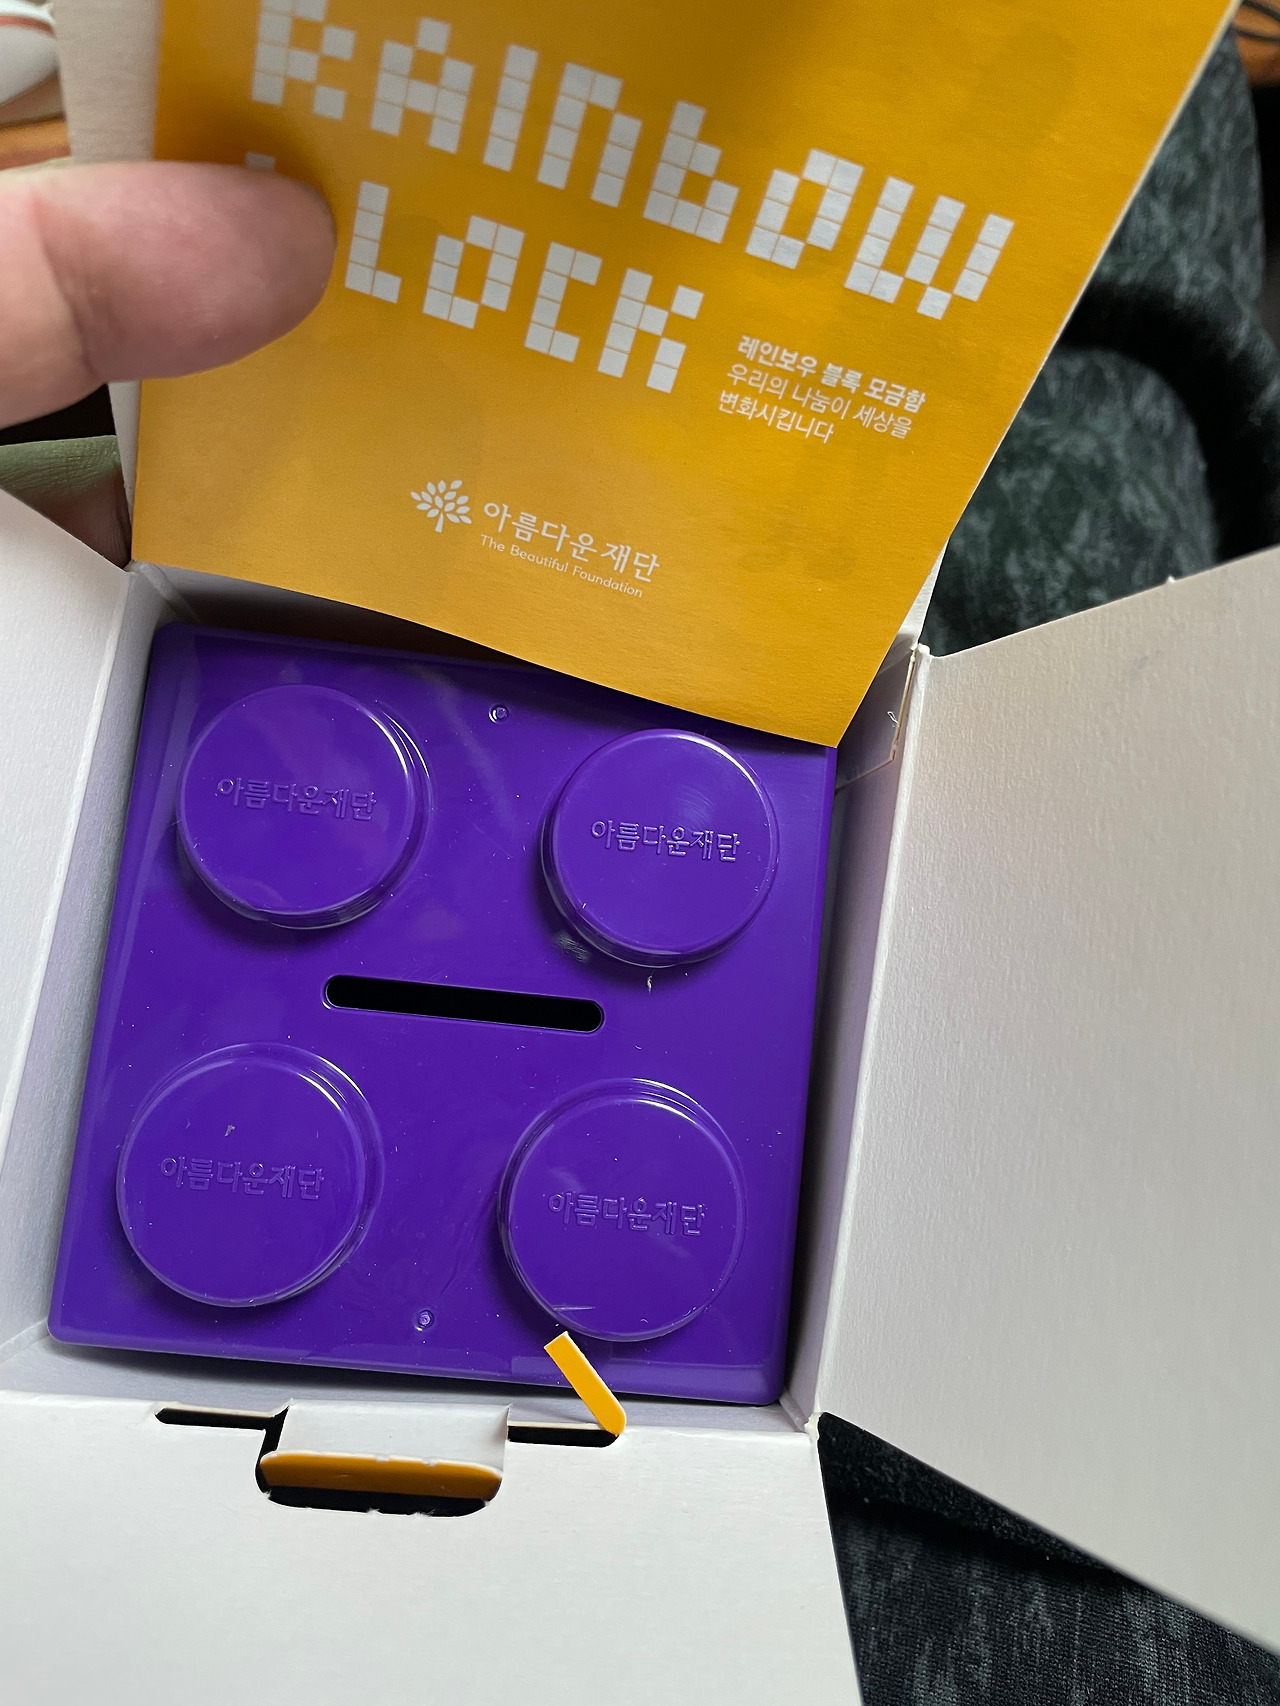 RAINbOW
bLOCK
레인보우 블록 모금함
우리의 나눔이 세상을
변화시킵니다
아름다운재단
The Beautiful Foundation
아름다운재단
아름다운재단
아름다운재단
아름다운재단